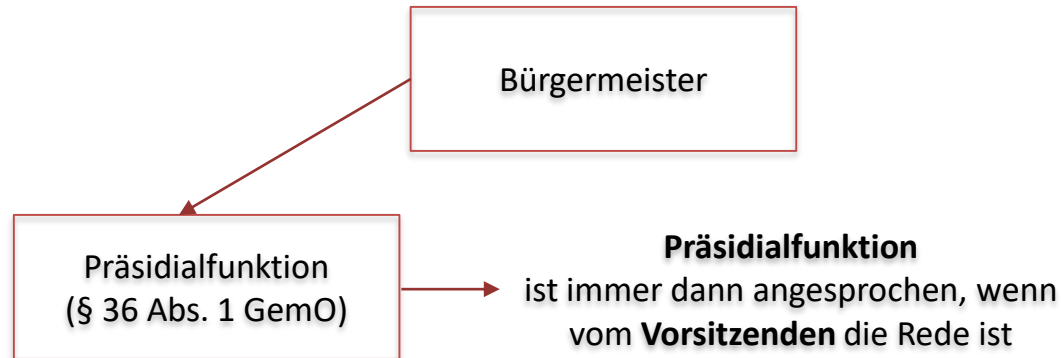 Bürgermeister
Präsidialfunktion
(§ 36 Abs. 1 GemO)
Präsidialfunktion
ist immer dann angesprochen, wenn
vom Vorsitzenden die Rede ist